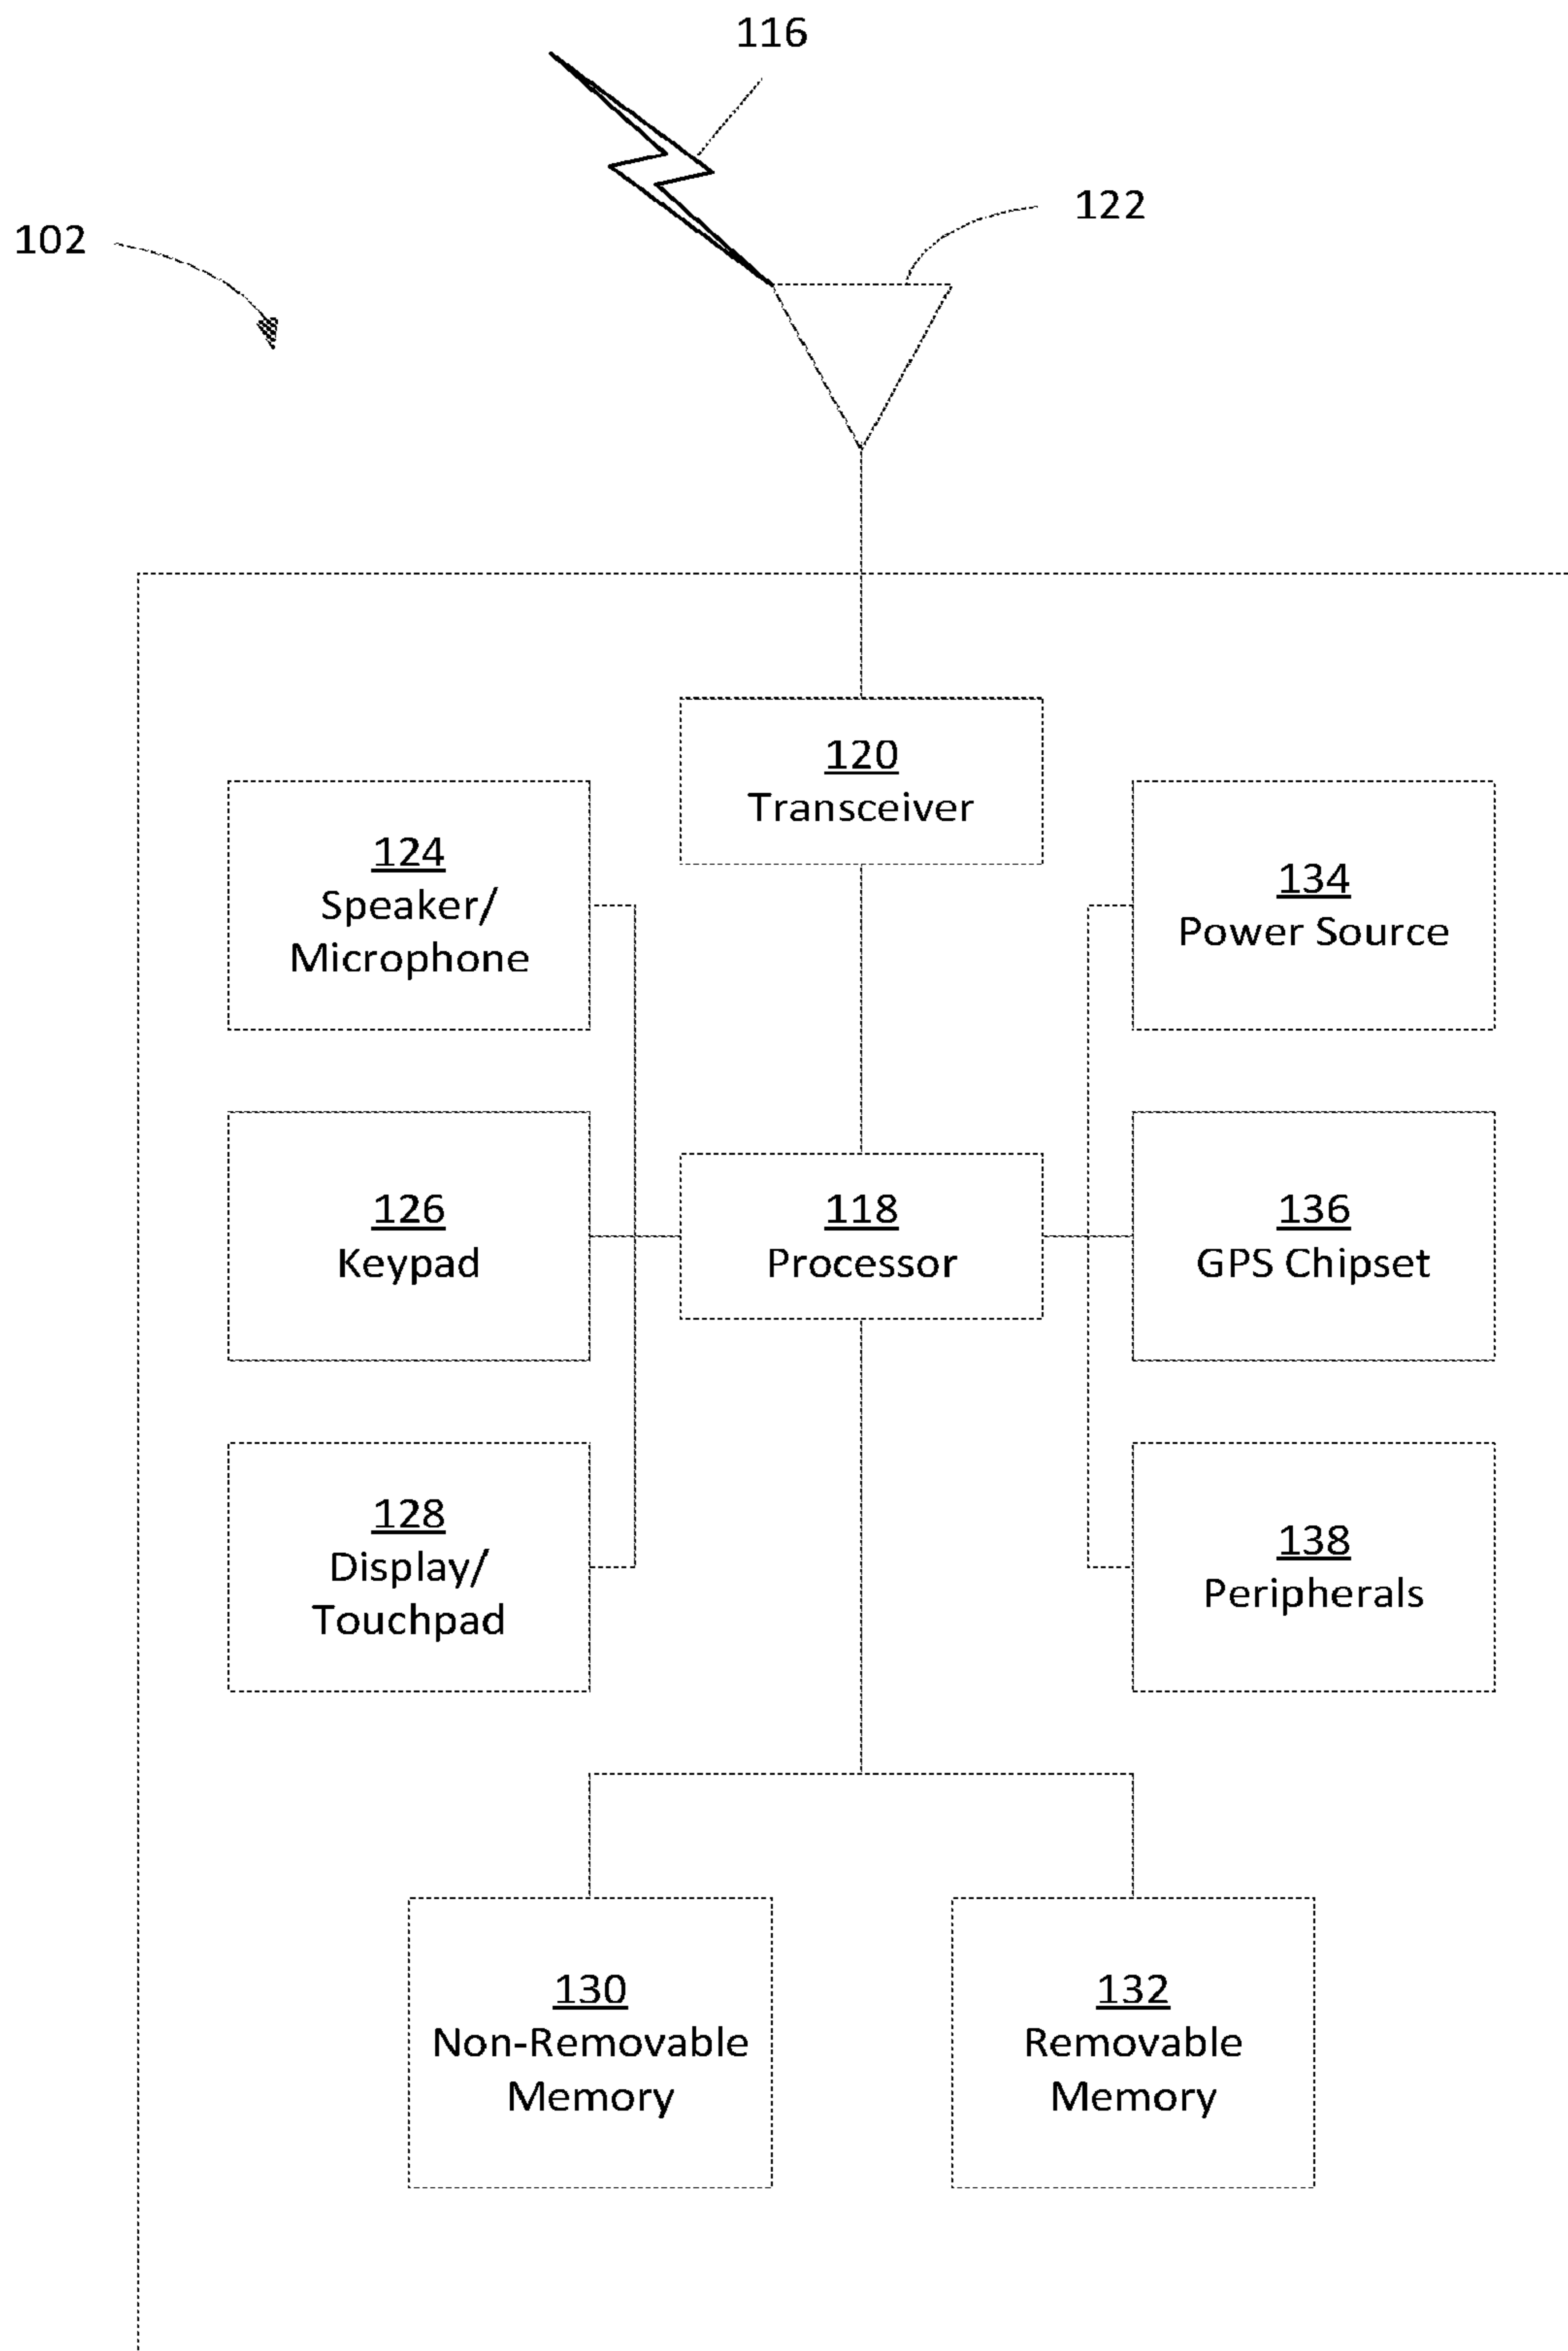 116
122
102
120
Transceiver
124
Speaker/
Microphone
134
Power Source
126
Keypad
118
Processor
136
GPS Chipset
128
Display/
Touchpad
138
Peripherals
130
Non-Removable
Memory
132
Removable
Memory